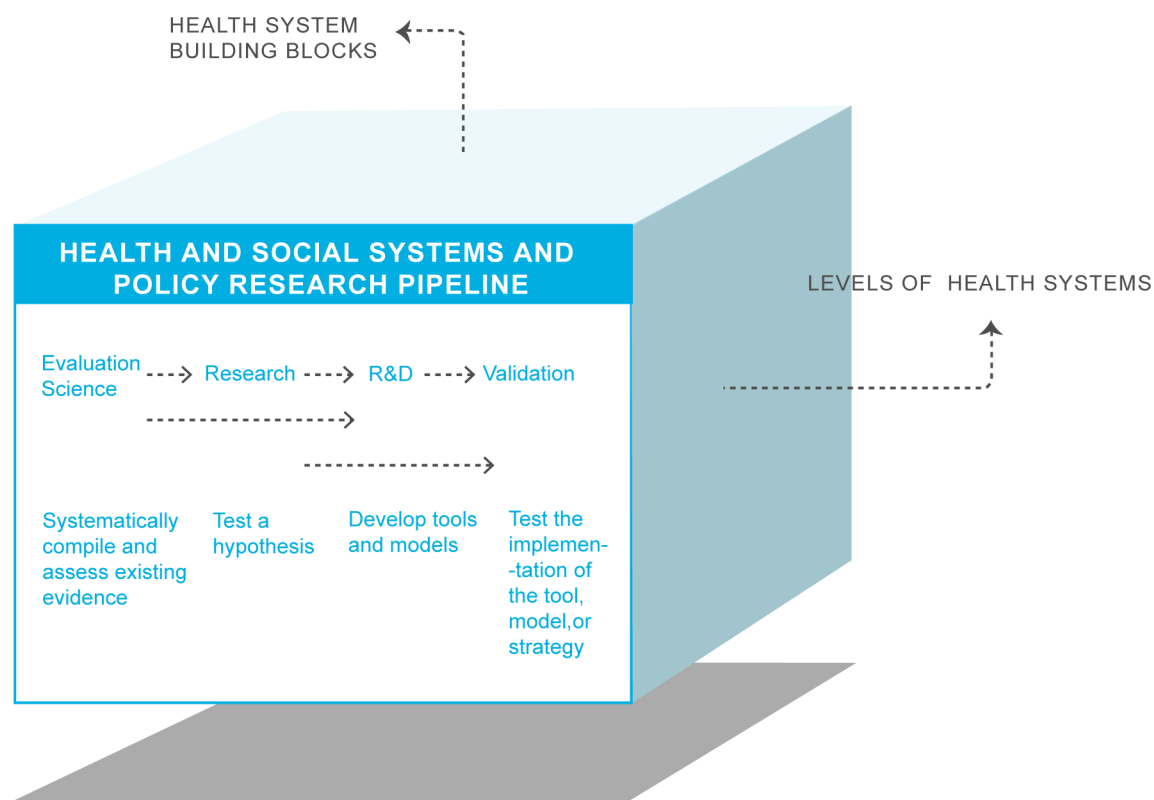 HEALTH SYSTEM
BUILDING BLOCKS
HEALTH AND SOCIAL SYSTEMS AND
POLICY RESEARCH PIPELINE
LEVELS OF HEALTH SYSTEMS
Evaluation
Science
Research
R&D
Validation
Systematically
compile and
assess existing
evidence
Test a
hypothesis
Develop tools
and models
Test the
implemen-
-tation of
the tool,
model,or
strategy